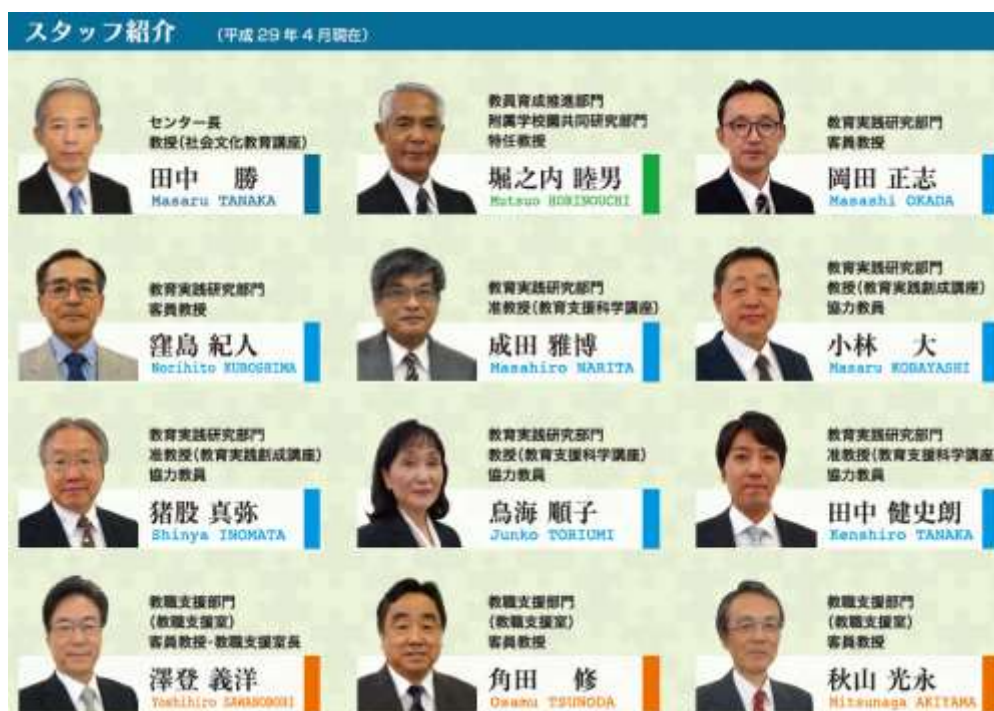 スタッフ紹介 (平成29年4月現在)
センター長
教授(社会文化教育講座)
田中 勝
Masaru TANAKA
教員育成推進部門
附属学校園共同研究部門
特任教授
堀之内 睦男
Mutsuo HORINOUCHI
教育実践研究部門
客員教授
岡田 正志
Masashi OKADA
教育実践研究部門
客員教授
窪島 紀人
Norihito KUBOSHIMA
教育実践研究部門
准教授(教育支援科学講座)
成田 雅博
Masahiro NARITA
教育実践研究部門
教授(教育実践創成講座)
協力教員
小林 大
Masaru KOBAYASHI
教育実践研究部門
准教授(教育実践創成講座)
協力教員
猪股 真弥
Shinya INOMATA
教育実践研究部門
教授(教育支援科学講座)
協力教員
鳥海 順子
Junko TORIUMI
教育実践研究部門
准教授(教育支援科学講座
協力教員
田中 健史朗
Kenshiro TANAKA
教職支援部門
(教職支援室)
客員教授・教職支援室長
澤登 義洋
Yoshihiro SAWANOBORI
教職支援部門
(教職支援室)
客員教授
角田 修
Osamu TSUNODA
教職支援部門
(教職支援室)
客員教授
秋山 光永
Mitsunaga AKIYAMA